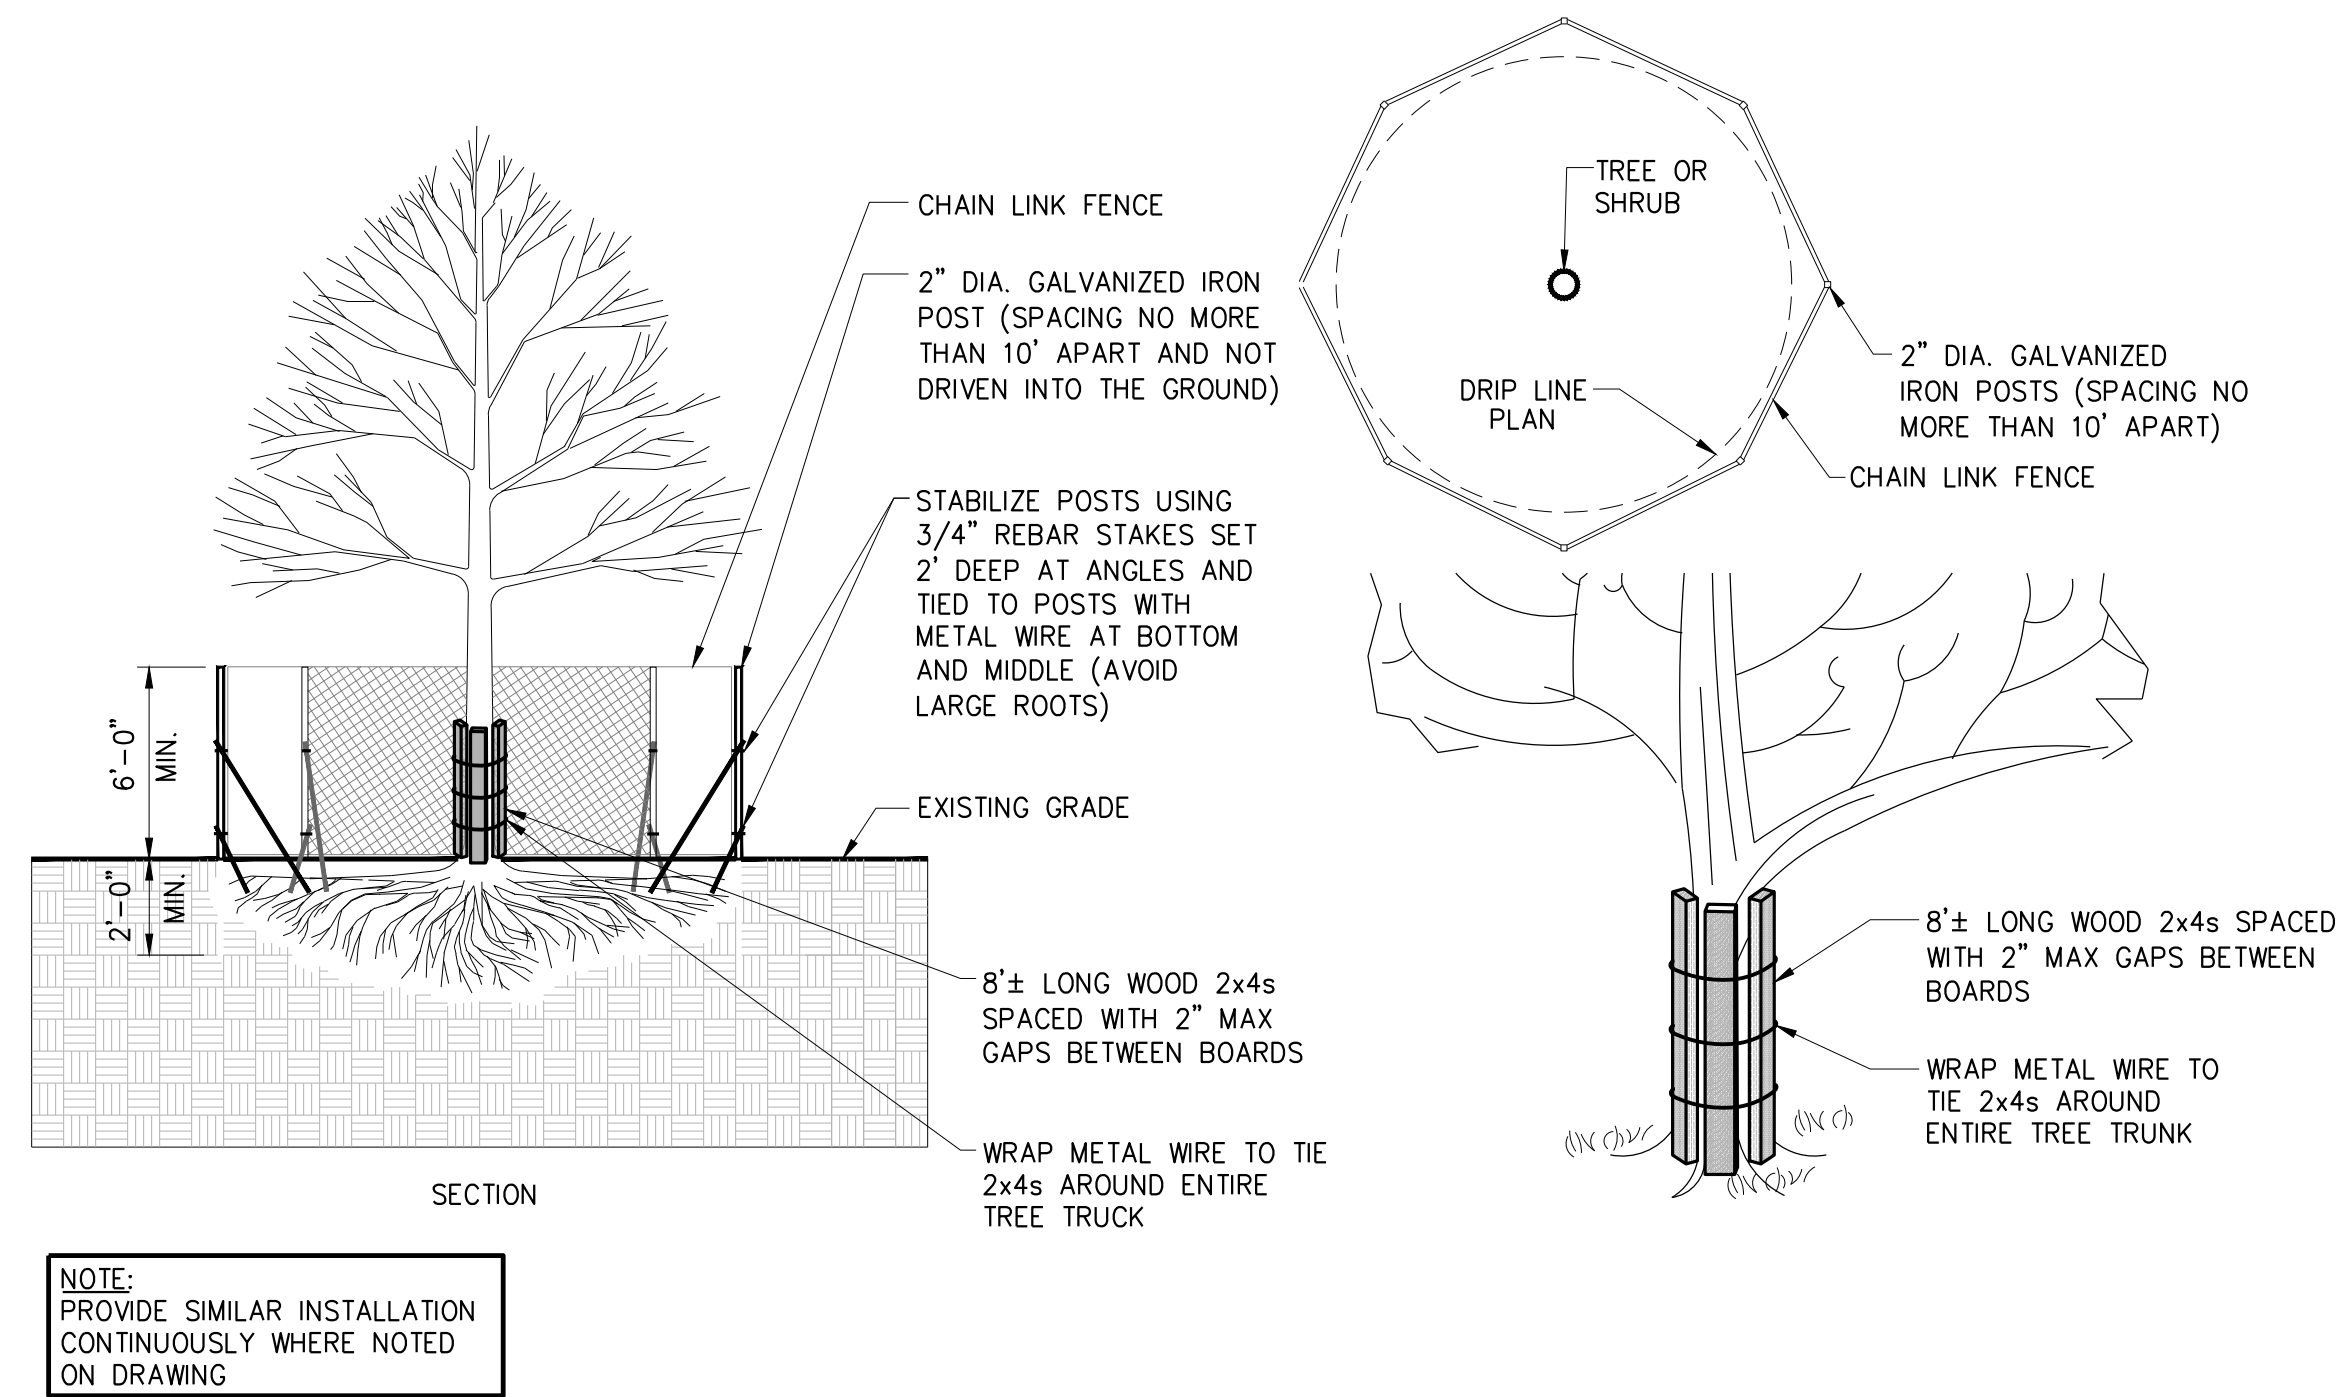 CHAIN LINK FENCE
2" DIA. GALVANIZED IRON
POST (SPACING NO MORE
THAN 10' APART AND NOT
DRIVEN INTO THE GROUND)
STABILIZE POSTS USING
3/4" REBAR STAKES SET
2' DEEP AT ANGLES AND
TIED TO POSTS WITH
METAL WIRE AT BOTTOM
AND MIDDLE (AVOID
LARGE ROOTS)
EXISTING GRADE
8'± LONG WOOD 2x4s
SPACED WITH 2" MAX
GAPS BETWEEN BOARDS
WRAP METAL WIRE TO TIE
2x4s AROUND ENTIRE
TREE TRUCK
6'-0"
MIN.
2'-0"
MIN.
SECTION
NOTE:
PROVIDE SIMILAR INSTALLATION
CONTINUOUSLY WHERE NOTED
ON DRAWING
TREE OR
SHRUB
DRIP LINE
PLAN
2" DIA. GALVANIZED
IRON POSTS (SPACING NO
MORE THAN 10' APART)
CHAIN LINK FENCE
8'± LONG WOOD 2x4s SPACED
WITH 2" MAX GAPS BETWEEN
BOARDS
WRAP METAL WIRE TO
TIE 2x4s AROUND
ENTIRE TREE TRUNK